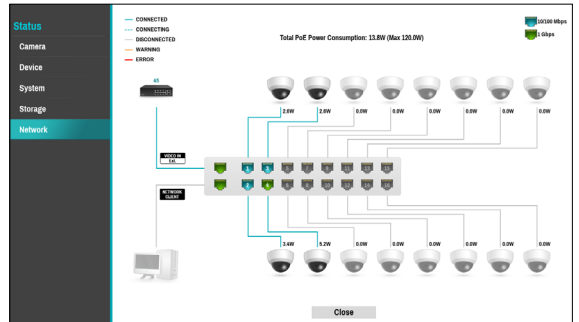 Status
Camera
Device
System
Storage
Network
CONNECTED
CONNECTING
DISCONNECTED
WARNING
ERROR
Total PoE Power Consumption: 13.8W (Max 120.0W)
10/100 Mbps
1 Gbps
2.6W 2.6W 0.0W 0.0W 0.0W 0.0W 0.0W 0.0W
VIDEO IN
1 3 5 7 9 11 13 15
2 4 6 8 10 12 14 16
NETWORK
CLIENT
3.4W 5.2W 0.0W 0.0W 0.0W 0.0W 0.0W 0.0W
Close